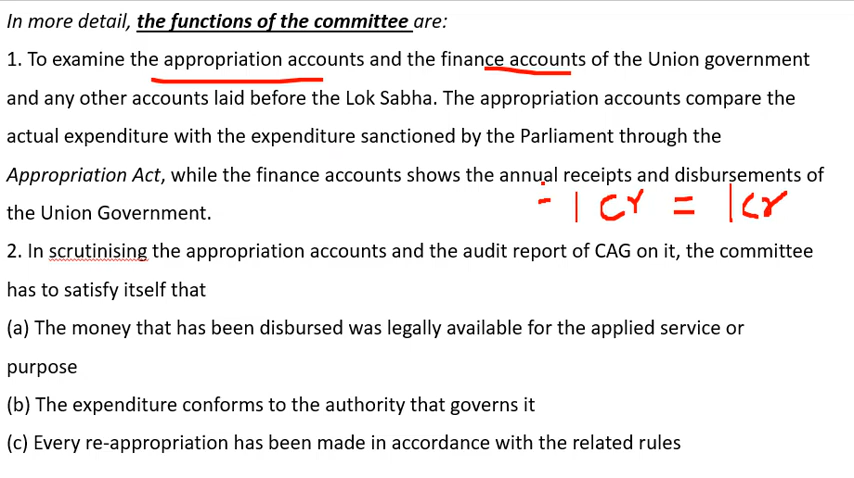 In more detail, the functions of the committee are:
1. To examine the appropriation accounts and the finance accounts of the Union government
and any other accounts laid before the Lok Sabha. The appropriation accounts compare the
actual expenditure with the expenditure sanctioned by the Parliament through the
Appropriation Act, while the finance accounts shows the annual receipts and disbursements of
the Union Government.
- 1 cr = 1cr
2. In scrutinising the appropriation accounts and the audit report of CAG on it, the committee
has to satisfy itself that
(a) The money that has been disbursed was legally available for the applied service or
purpose
(b) The expenditure conforms to the authority that governs it
(c) Every re-appropriation has been made in accordance with the related rules